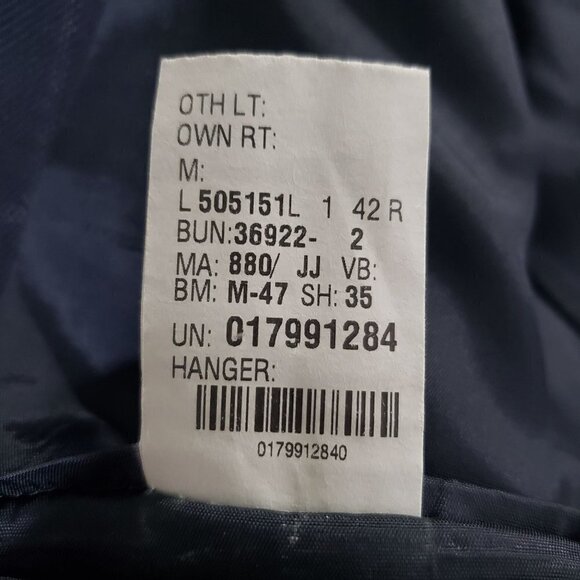 OTH LT:
OWN RT:
M:
L 505151L 1 42 R
BUN:36922- 2
MA: 880/ JJ VB:
BM: M-47 SH: 35
UN: 017991284
HANGER:
0179912840